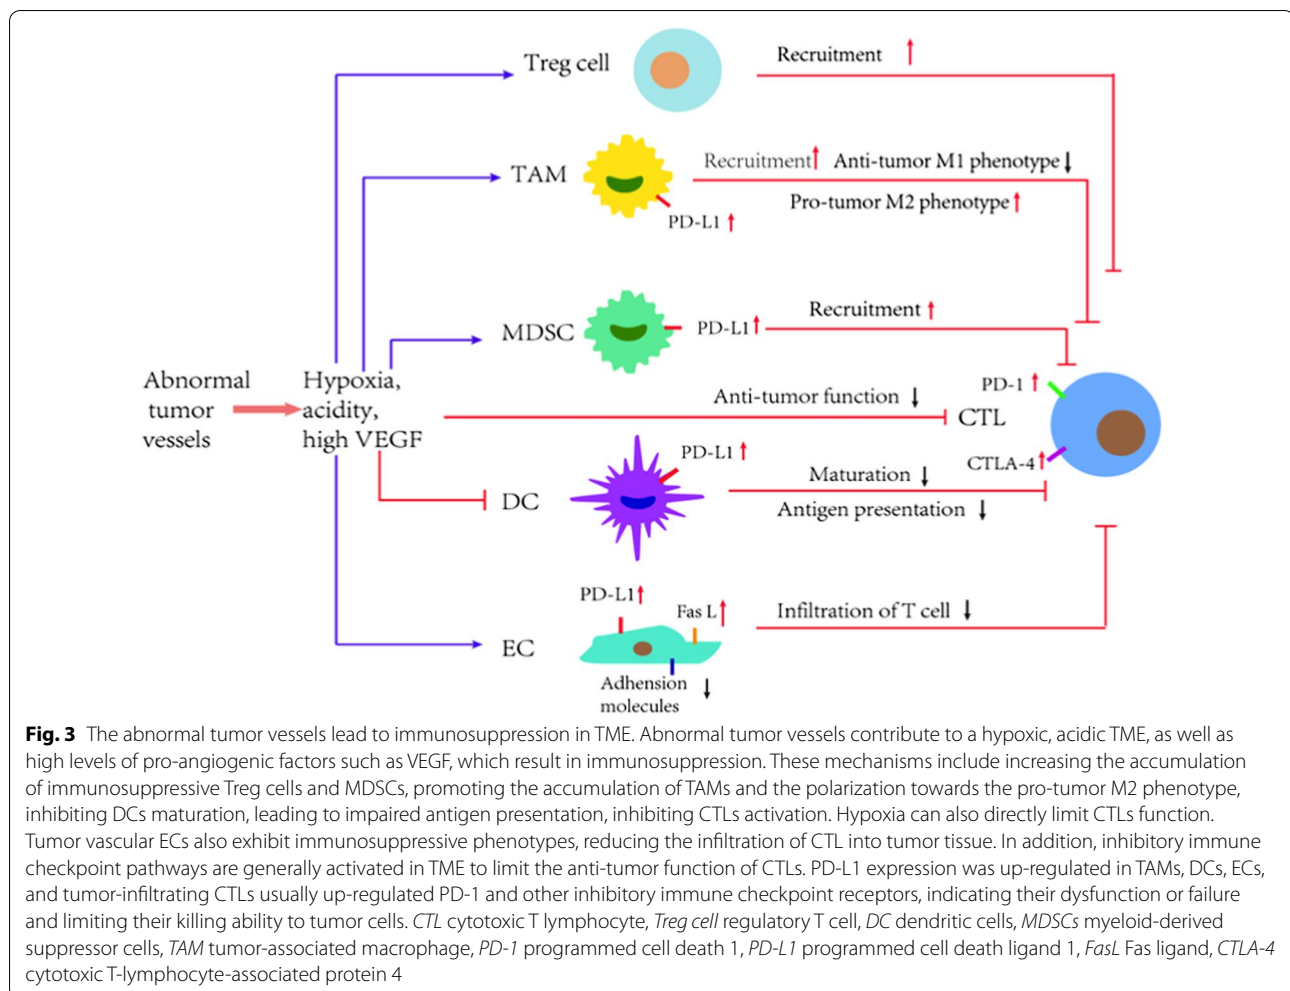 Treg cell
Recruitment
TAM
Recruitment
Anti-tumor M1 phenotype
Pro-tumor M2 phenotype
PD-L1
MDSC
PD-L1
Recruitment
Abnormal
tumor
vessels
Hypoxia,
acidity,
high VEGF
Anti-tumor function
PD-1
CTL
CTLA-4
DC
PD-L1
Maturation
Antigen presentation
EC
PD-L1
Fas L
Infiltration of T cell
Adhension
molecules
Fig. 3 The abnormal tumor vessels lead to immunosuppression in TME. Abnormal tumor vessels contribute to a hypoxic, acidic TME, as well as
high levels of pro-angiogenic factors such as VEGF, which result in immunosuppression. These mechanisms include increasing the accumulation
of immunosuppressive Treg cells and MDSCs, promoting the accumulation of TAMs and the polarization towards the pro-tumor M2 phenotype,
inhibiting DCs maturation, leading to impaired antigen presentation, inhibiting CTLs activation. Hypoxia can also directly limit CTLs function.
Tumor vascular ECs also exhibit immunosuppressive phenotypes, reducing the infiltration of CTL into tumor tissue. In addition, inhibitory immune
checkpoint pathways are generally activated in TME to limit the anti-tumor function of CTLs. PD-L1 expression was up-regulated in TAMs, DCs, ECs,
and tumor-infiltrating CTLs usually up-regulated PD-1 and other inhibitory immune checkpoint receptors, indicating their dysfunction or failure
and limiting their killing ability to tumor cells. CTL cytotoxic T lymphocyte, Treg cell regulatory T cell, DC dendritic cells, MDSCs myeloid-derived
suppressor cells, TAM tumor-associated macrophage, PD-1 programmed cell death 1, PD-L1 programmed cell death ligand 1, FasL Fas ligand, CTLA-4
cytotoxic T-lymphocyte-associated protein 4